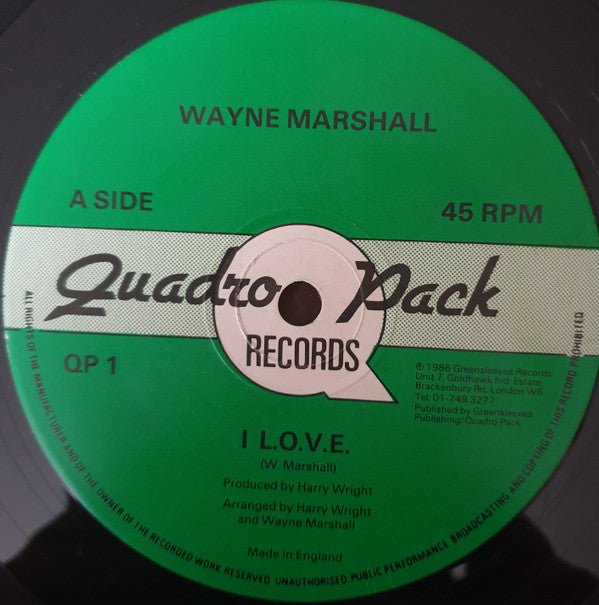 WAYNE MARSHALL
A SIDE
45 RPM
Quadro Pack
RECORDS
QP 1
℗ 1986 Greensleeves Records
Unit 7, Goldhawk Ind. Estate
Brackenbury Rd, London W6
Tel: 01-749 3277
Published by Greensleeves
Publishing/Quadro Pack
I L.O.V.E.
(W. Marshall)
Produced by Harry Wright
Arranged by Harry Wright
and Wayne Marshall
Made in England
ALL RIGHTS OF THE MANUFACTURER AND OF THE OWNER OF THE RECORDED WORK RESERVED UNAUTHORISED PUBLIC PERFORMANCE BROADCASTING AND COPYING OF THIS RECORD PROHIBITED